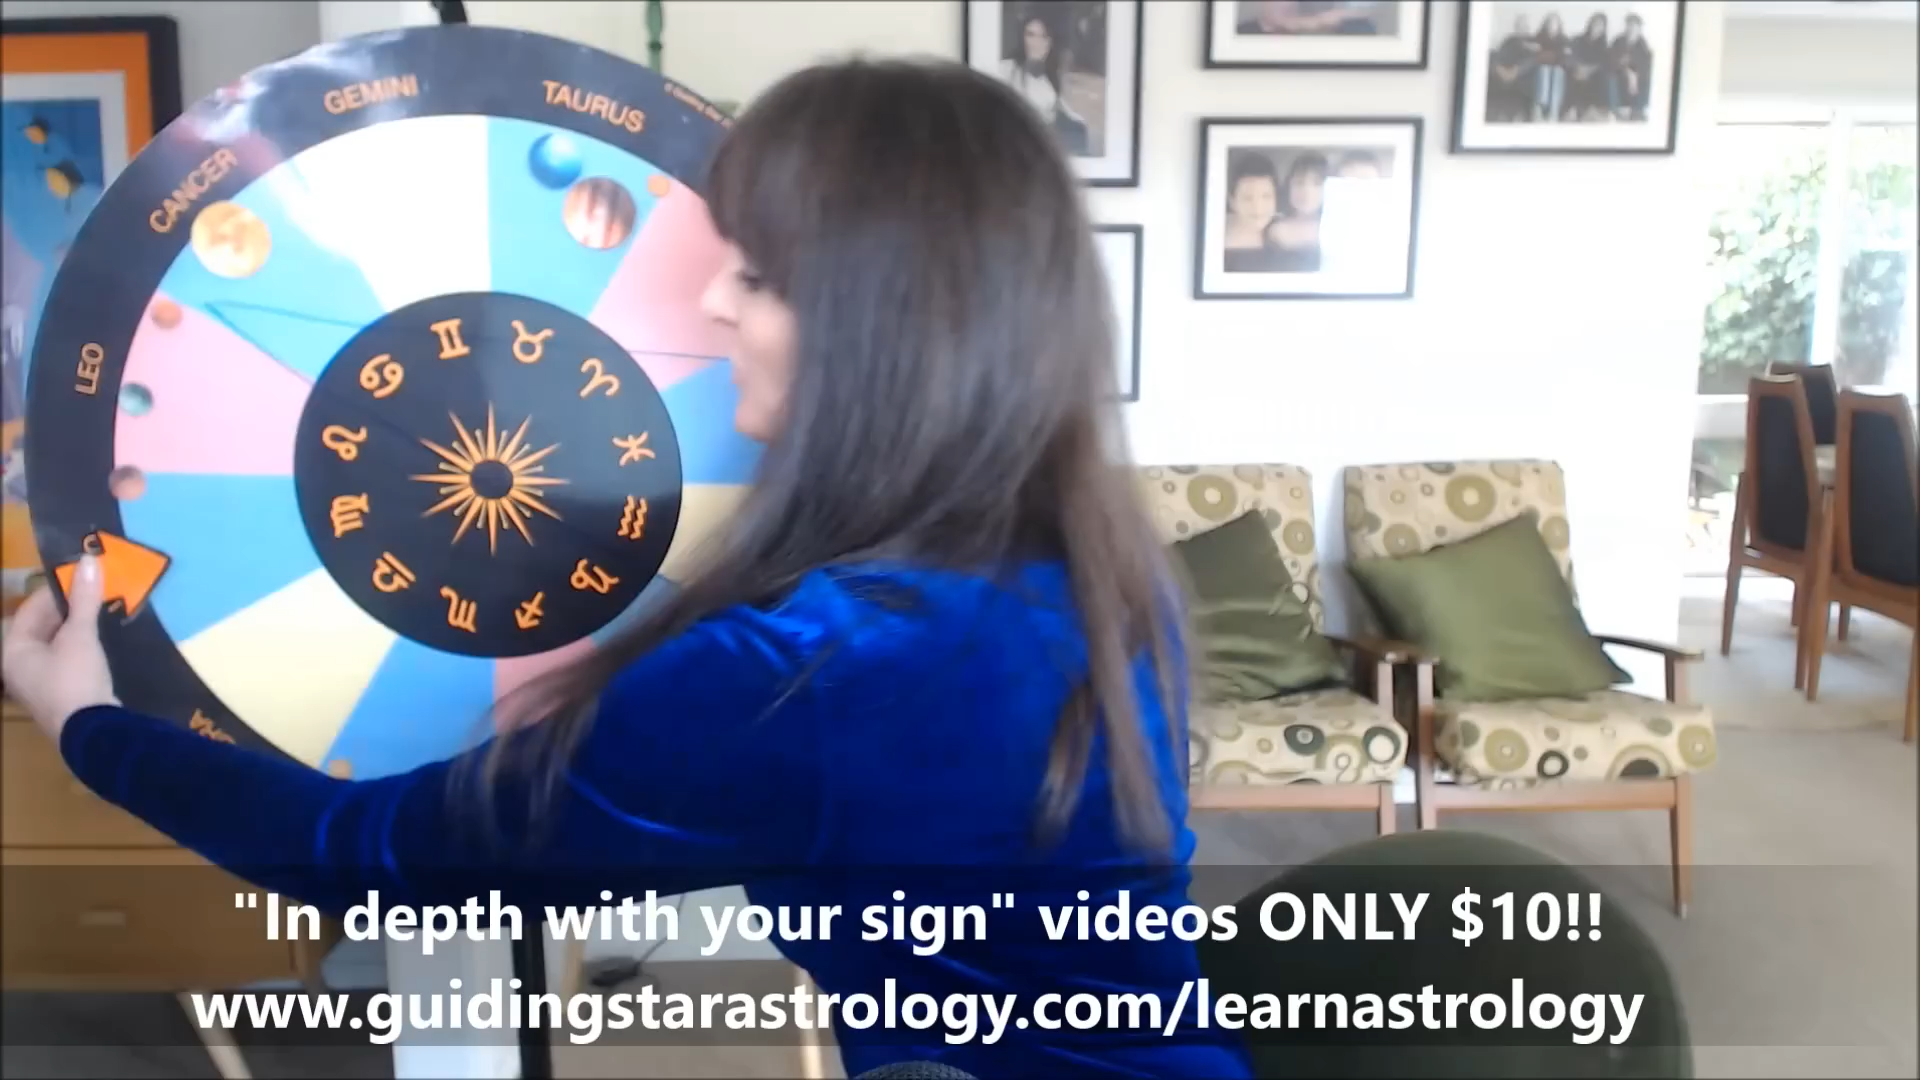 GEMINI
TAURUS
CANCER
LEO
"In depth with your sign" videos ONLY $10!!
www.guidingstarastrology.com/learnastrology